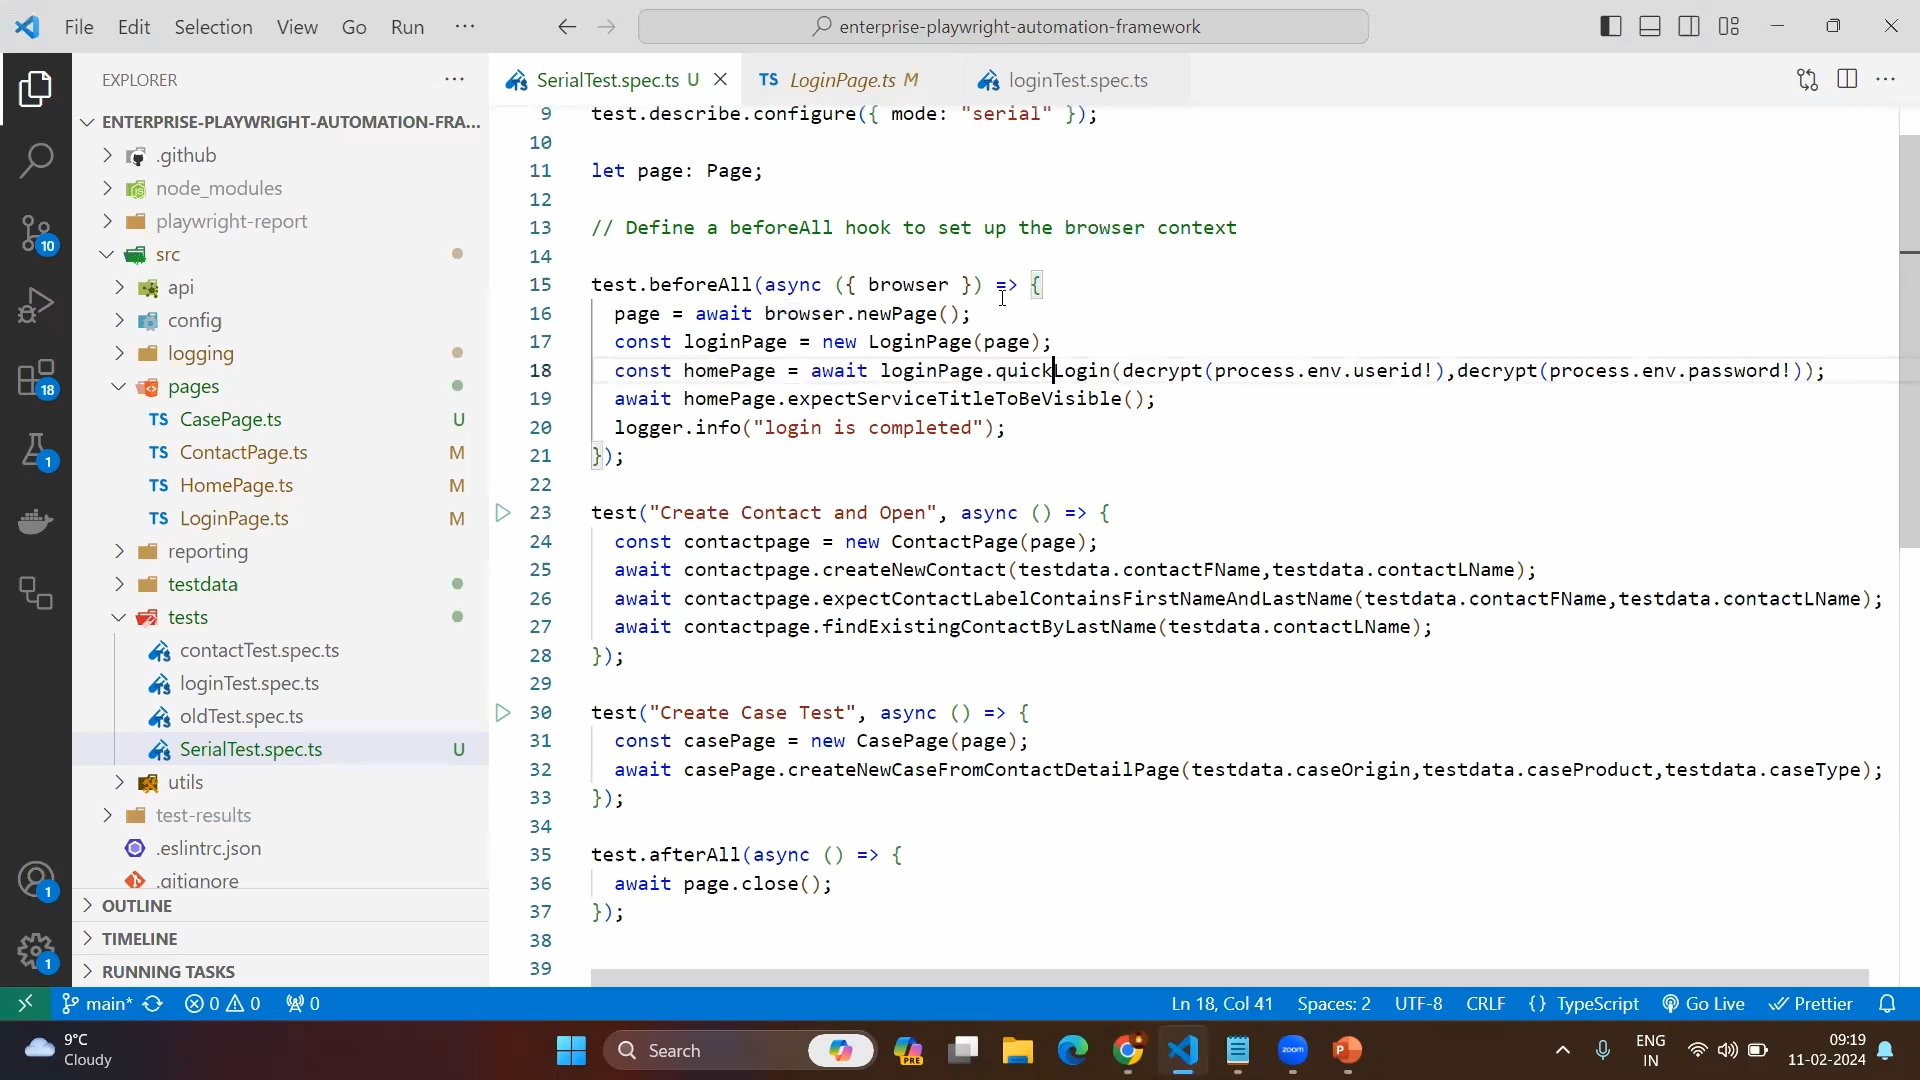 File Edit Selection View Go Run ··· enterprise-playwright-automation-framework
EXPLORER ···
SerialTest.spec.ts U
TS LoginPage.ts M
loginTest.spec.ts
ENTERPRISE-PLAYWRIGHT-AUTOMATION-FRA...
.github
node_modules
playwright-report
src
api
config
logging
pages
TS CasePage.ts U
TS ContactPage.ts M
TS HomePage.ts M
TS LoginPage.ts M
reporting
testdata
tests
contactTest.spec.ts
loginTest.spec.ts
oldTest.spec.ts
SerialTest.spec.ts U
utils
test-results
.eslintrc.json
.gitignore
OUTLINE
TIMELINE
RUNNING TASKS
10
18
1
1
1
9 test.describe.configure({ mode: "serial" });
10
11 let page: Page;
12
13 // Define a beforeAll hook to set up the browser context
14
15 test.beforeAll(async ({ browser }) => {
16 page = await browser.newPage();
17 const loginPage = new LoginPage(page);
18 const homePage = await loginPage.quickLogin(decrypt(process.env.userid!),decrypt(process.env.password!));
19 await homePage.expectServiceTitleToBeVisible();
20 logger.info("login is completed");
21 });
22
23 test("Create Contact and Open", async () => {
24 const contactpage = new ContactPage(page);
25 await contactpage.createNewContact(testdata.contactFName,testdata.contactLName);
26 await contactpage.expectContactLabelContainsFirstNameAndLastName(testdata.contactFName,testdata.contactLName);
27 await contactpage.findExistingContactByLastName(testdata.contactLName);
28 });
29
30 test("Create Case Test", async () => {
31 const casePage = new CasePage(page);
32 await casePage.createNewCaseFromContactDetailPage(testdata.caseOrigin,testdata.caseProduct,testdata.caseType);
33 });
34
35 test.afterAll(async () => {
36 await page.close();
37 });
38
39
main* 0 0 0 Ln 18, Col 41 Spaces: 2 UTF-8 CRLF {} TypeScript Go Live Prettier
9°C
Cloudy
Search
PRE
zoom
ENG
IN
09:19
11-02-2024